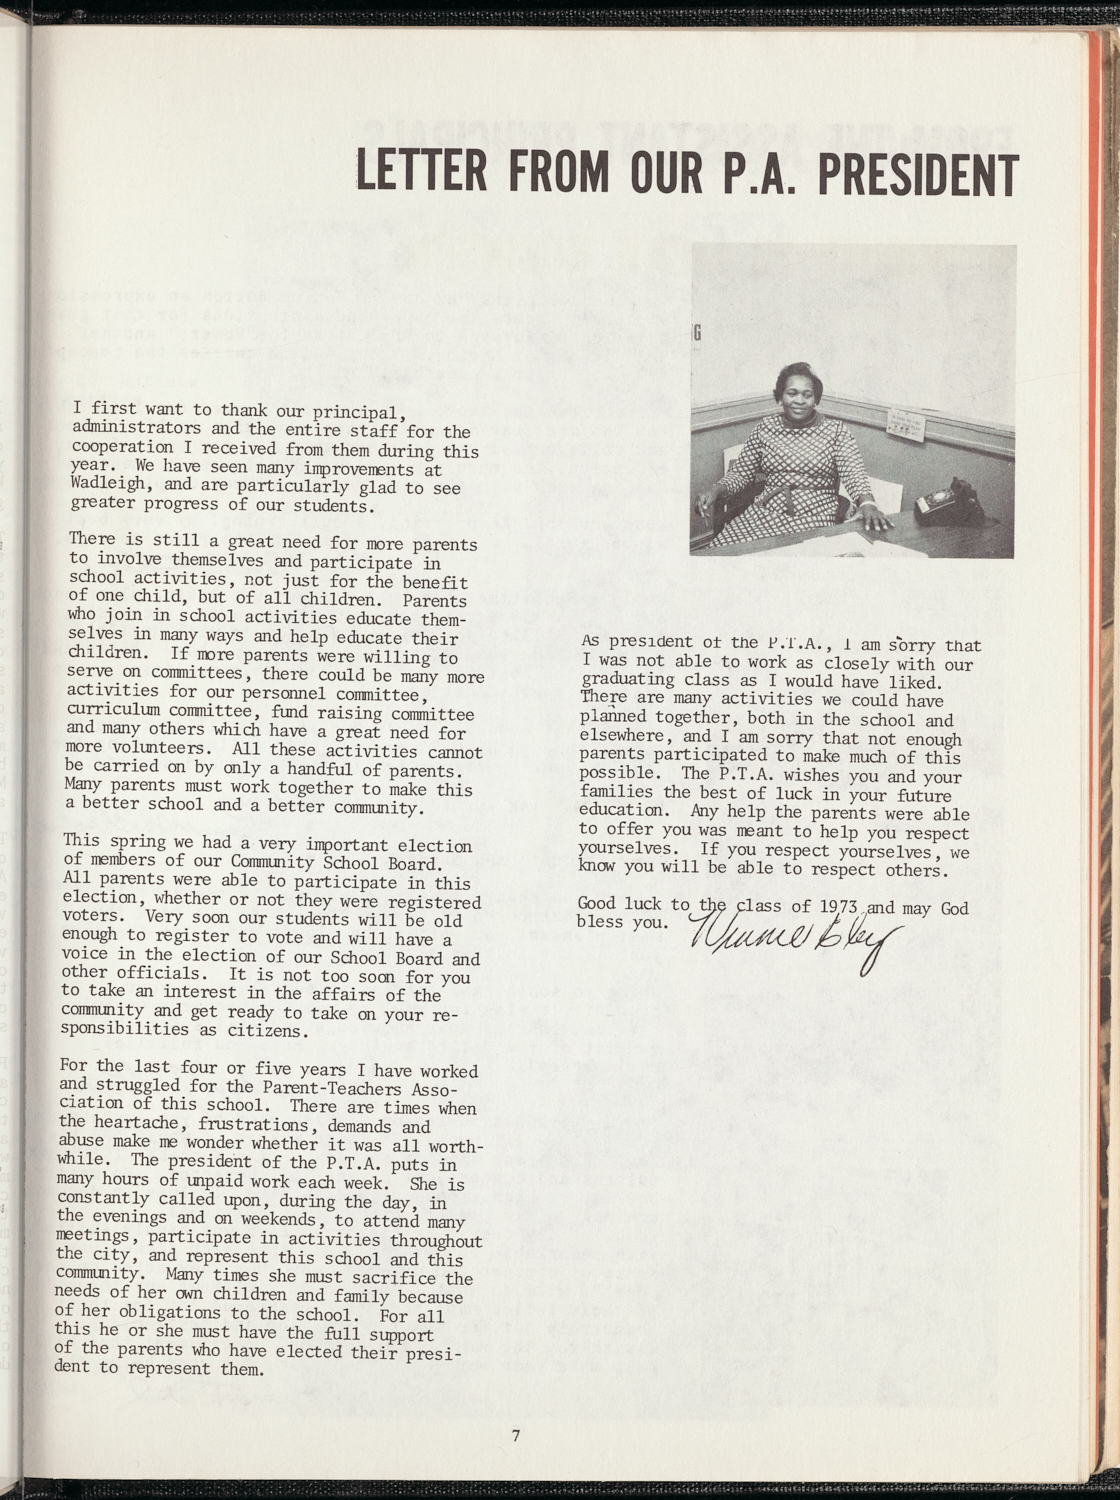 LETTER FROM OUR P.A. PRESIDENT
G
I first want to thank our principal,
administrators and the entire staff for the
cooperation I received from them during this
year. We have seen many improvements at
Wadleigh, and are particularly glad to see
greater progress of our students.
There is still a great need for more parents
to involve themselves and participate in
school activities, not just for the benefit
of one child, but of all children. Parents
who join in school activities educate them-
selves in many ways and help educate their
children. If more parents were willing to
serve on committees, there could be many more
activities for our personnel committee,
curriculum committee, fund raising committee
and many others which have a great need for
more volunteers. All these activities cannot
be carried on by only a handful of parents.
Many parents must work together to make this
a better school and a better community.
This spring we had a very important election
of members of our Community School Board.
All parents were able to participate in this
election, whether or not they were registered
voters. Very soon our students will be old
enough to register to vote and will have a
voice in the election of our School Board and
other officials. It is not too soon for you
to take an interest in the affairs of the
community and get ready to take on your re-
sponsibilities as citizens.
For the last four or five years I have worked
and struggled for the Parent-Teachers Asso-
ciation of this school. There are times when
the heartache, frustrations, demands and
abuse make me wonder whether it was all worth-
while. The president of the P.T.A. puts in
many hours of unpaid work each week. She is
constantly called upon, during the day, in
the evenings and on weekends, to attend many
meetings, participate in activities throughout
the city, and represent this school and this
community. Many times she must sacrifice the
needs of her own children and family because
of her obligations to the school. For all
this he or she must have the full support
of the parents who have elected their presi-
dent to represent them.
As president of the P.T.A., I am sorry that
I was not able to work as closely with our
graduating class as I would have liked.
There are many activities we could have
planned together, both in the school and
elsewhere, and I am sorry that not enough
parents participated to make much of this
possible. The P.T.A. wishes you and your
families the best of luck in your future
education. Any help the parents were able
to offer you was meant to help you respect
yourselves. If you respect yourselves, we
know you will be able to respect others.
Good luck to the class of 1973 and may God
bless you.
7